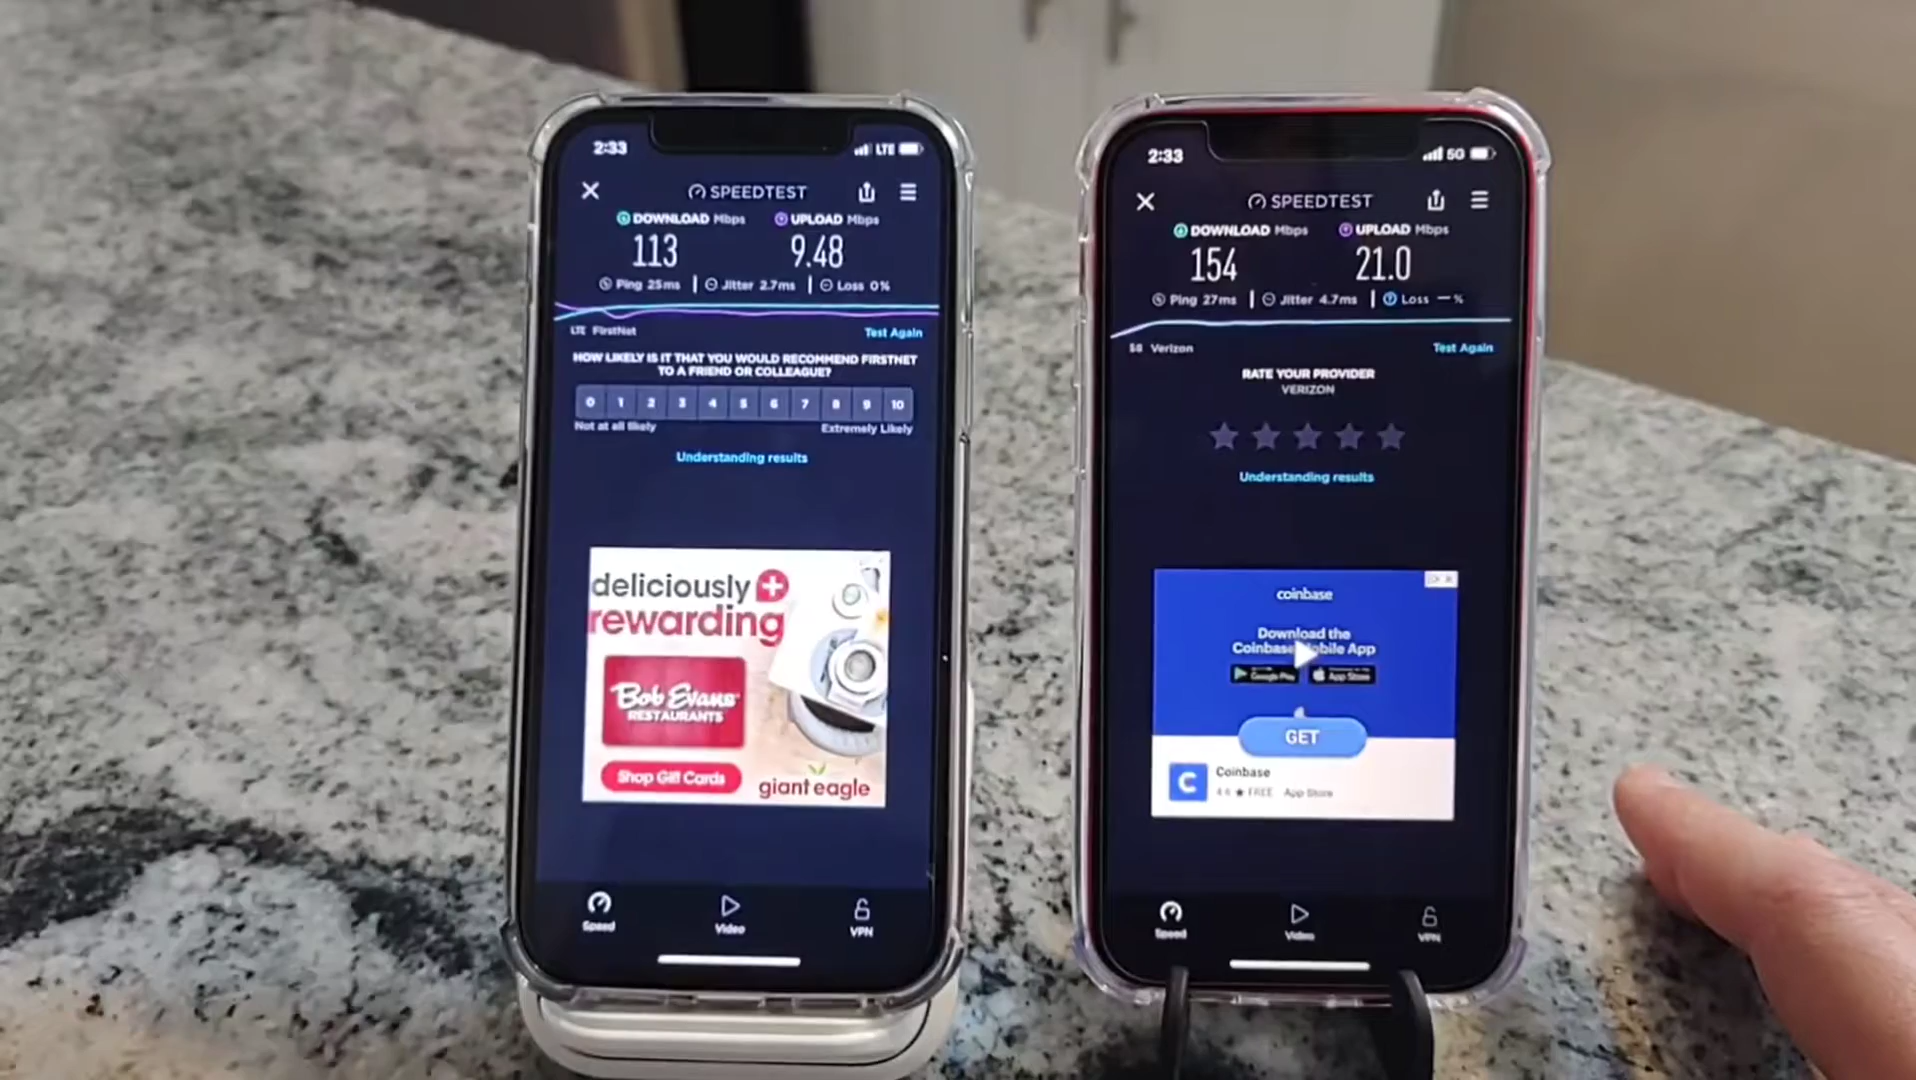 2:33 LTE
SPEEDTEST
DOWNLOAD Mbps UPLOAD Mbps
113 9.48
Ping 25ms Jitter 2.7ms Loss 0%
LTE FirstNet Test Again
HOW LIKELY IS IT THAT YOU WOULD RECOMMEND FIRSTNET
TO A FRIEND OR COLLEAGUE?
0 1 2 3 4 5 6 7 8 9 10
Not at all likely Extremely Likely
Understanding results
deliciously
rewarding
Bob Evans
RESTAURANTS
Shop Gift Cards
giant eagle
Speed Video VPN
2:33 5G
SPEEDTEST
DOWNLOAD Mbps UPLOAD Mbps
154 21.0
Ping 27ms Jitter 4.7ms Loss — %
Verizon Test Again
RATE YOUR PROVIDER
VERIZON
Understanding results
coinbase
Download the
Coinbase Mobile App
Google Play App Store
GET
C Coinbase
4.6 ★ FREE App Store
Speed Video VPN